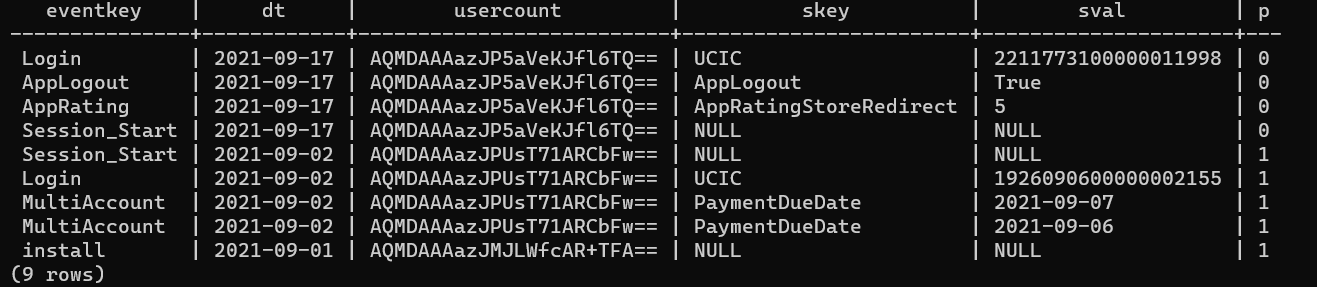 eventkey    |     dt     |        usercount         |         skey           |        sval         | p
---------------+------------+--------------------------+------------------------+---------------------+---
 Login         | 2021-09-17 | AQMDAAAazJP5aVeKJfl6TQ== | UCIC                   | 2211773100000011998 | 0
 AppLogout     | 2021-09-17 | AQMDAAAazJP5aVeKJfl6TQ== | AppLogout              | True                | 0
 AppRating     | 2021-09-17 | AQMDAAAazJP5aVeKJfl6TQ== | AppRatingStoreRedirect | 5                   | 0
 Session_Start | 2021-09-17 | AQMDAAAazJP5aVeKJfl6TQ== | NULL                   | NULL                | 0
 Session_Start | 2021-09-02 | AQMDAAAazJPUsT71ARCbFw== | NULL                   | NULL                | 1
 Login         | 2021-09-02 | AQMDAAAazJPUsT71ARCbFw== | UCIC                   | 1926090600000002155 | 1
 MultiAccount  | 2021-09-02 | AQMDAAAazJPUsT71ARCbFw== | PaymentDueDate         | 2021-09-07          | 1
 MultiAccount  | 2021-09-02 | AQMDAAAazJPUsT71ARCbFw== | PaymentDueDate         | 2021-09-06          | 1
 install       | 2021-09-01 | AQMDAAAazJMJLWfcAR+TFA== | NULL                   | NULL                | 1
(9 rows)